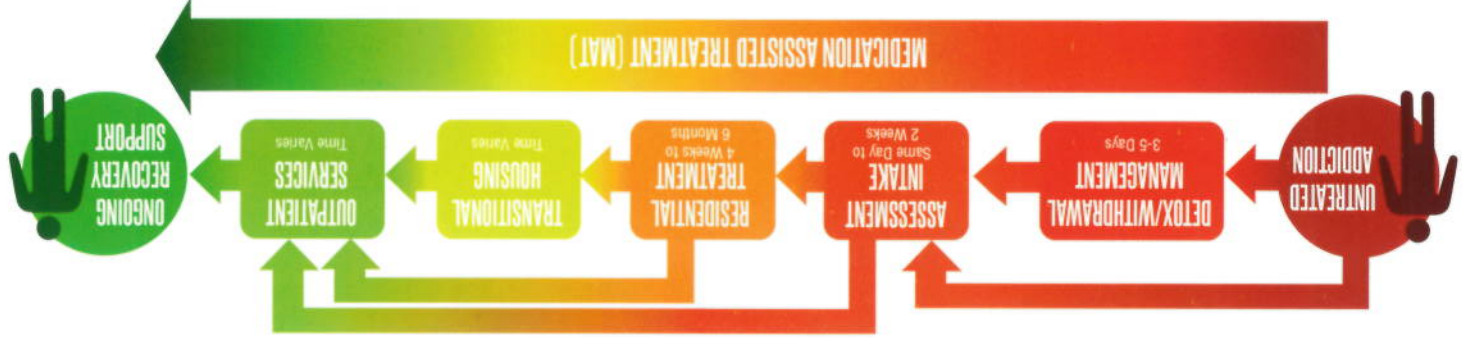 UNTREATED
ADDICTION
DETOX/WITHDRAWAL
MANAGEMENT
3-5 Days
ASSESSMENT
INTAKE
Same Day to
2 Weeks
RESIDENTIAL
TREATMENT
4 Weeks to
6 Months
TRANSITIONAL
HOUSING
Time Varies
OUTPATIENT
SERVICES
Time Varies
ONGOING
RECOVERY
SUPPORT
MEDICATION ASSISTED TREATMENT (MAT)